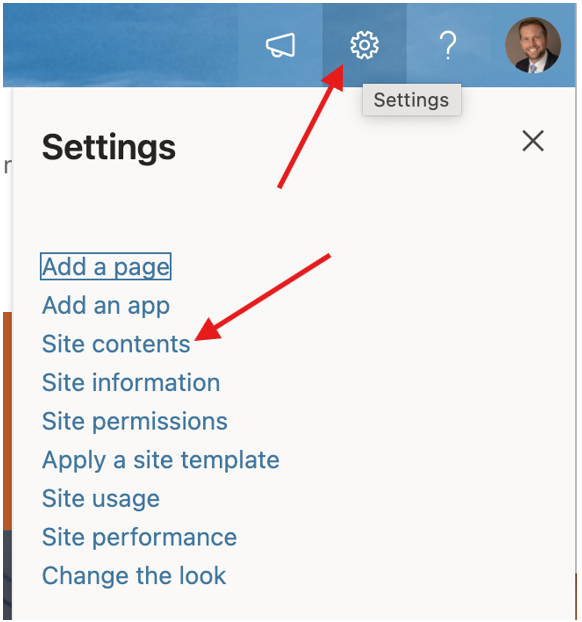 Settings
Settings
Add a page
Add an app
Site contents
Site information
Site permissions
Apply a site template
Site usage
Site performance
Change the look